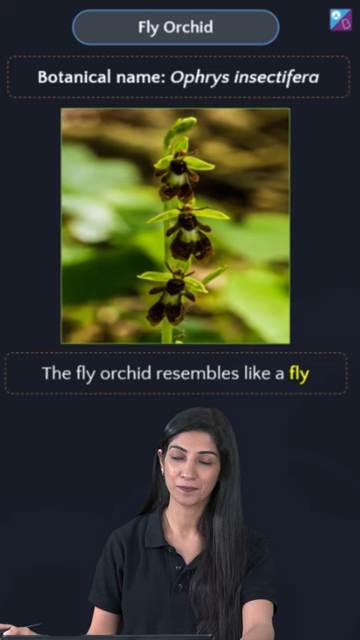 Fly Orchid
Botanical name: Ophrys insectifera
The fly orchid resembles like a fly